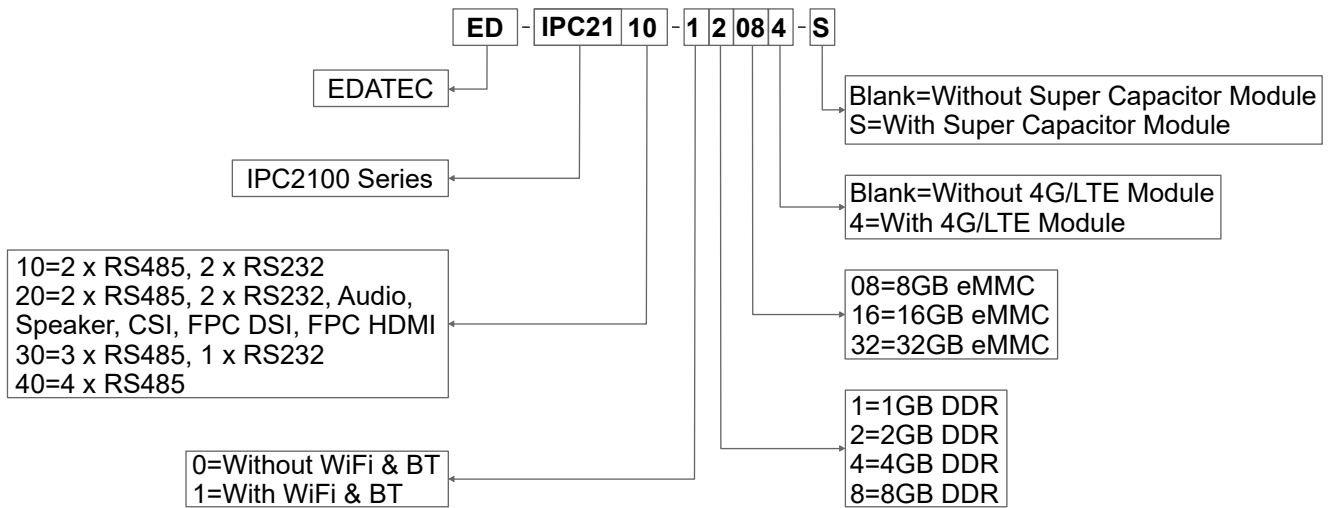 ED - IPC21 10 - 1 2 08 4 - S
EDATEC
Blank=Without Super Capacitor Module
S=With Super Capacitor Module
IPC2100 Series
Blank=Without 4G/LTE Module
4=With 4G/LTE Module
10=2 x RS485, 2 x RS232
20=2 x RS485, 2 x RS232, Audio,
Speaker, CSI, FPC DSI, FPC HDMI
30=3 x RS485, 1 x RS232
40=4 x RS485
08=8GB eMMC
16=16GB eMMC
32=32GB eMMC
0=Without WiFi & BT
1=With WiFi & BT
1=1GB DDR
2=2GB DDR
4=4GB DDR
8=8GB DDR